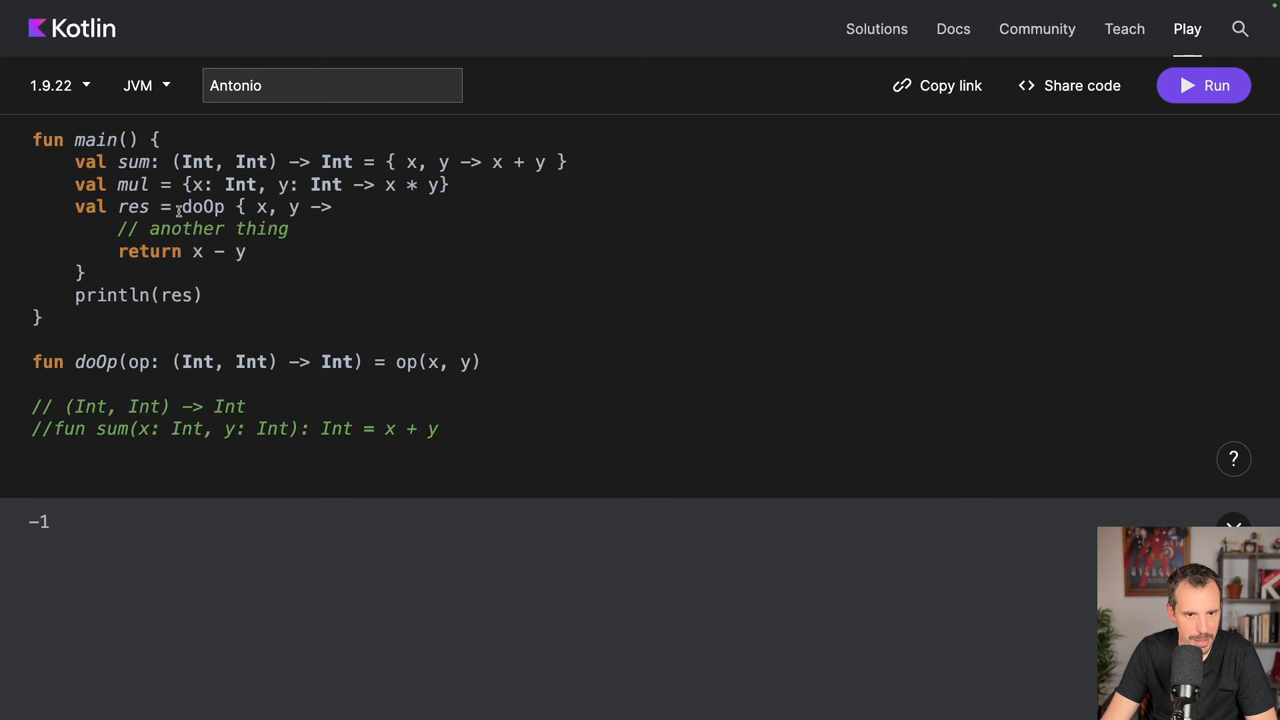 Kotlin
Solutions Docs Community Teach Play
1.9.22 JVM Antonio Copy link <> Share code Run
fun main() {
    val sum: (Int, Int) -> Int = { x, y -> x + y }
    val mul = {x: Int, y: Int -> x * y}
    val res = doOp { x, y ->
        // another thing
        return x - y
    }
    println(res)
}
fun doOp(op: (Int, Int) -> Int) = op(x, y)
// (Int, Int) -> Int
//fun sum(x: Int, y: Int): Int = x + y
?
-1